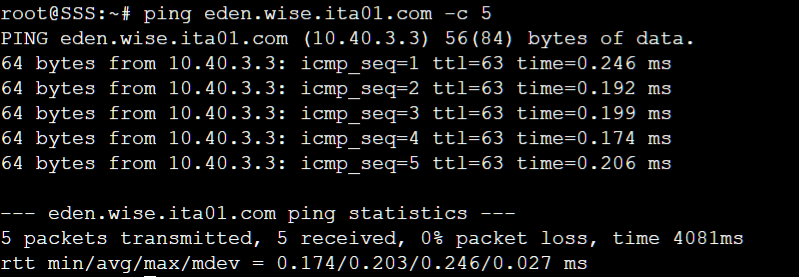 root@SSS:~# ping eden.wise.ita01.com -c 5
PING eden.wise.ita01.com (10.40.3.3) 56(84) bytes of data.
64 bytes from 10.40.3.3: icmp_seq=1 ttl=63 time=0.246 ms
64 bytes from 10.40.3.3: icmp_seq=2 ttl=63 time=0.192 ms
64 bytes from 10.40.3.3: icmp_seq=3 ttl=63 time=0.199 ms
64 bytes from 10.40.3.3: icmp_seq=4 ttl=63 time=0.174 ms
64 bytes from 10.40.3.3: icmp_seq=5 ttl=63 time=0.206 ms
--- eden.wise.ita01.com ping statistics ---
5 packets transmitted, 5 received, 0% packet loss, time 4081ms
rtt min/avg/max/mdev = 0.174/0.203/0.246/0.027 ms